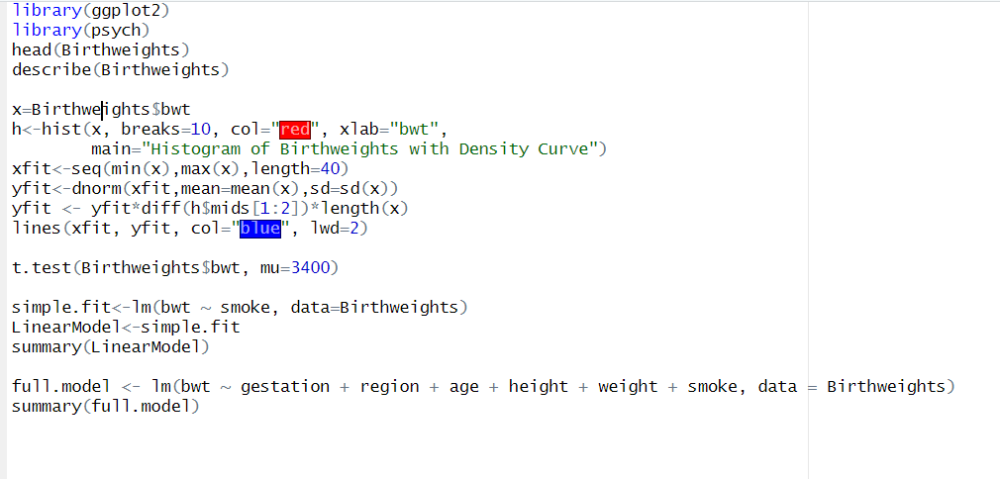 library(ggplot2)
library(psych)
head(Birthweights)
describe(Birthweights)
x=Birthweights$bwt
h<-hist(x, breaks=10, col="red", xlab="bwt",
main="Histogram of Birthweights with Density Curve")
xfit<-seq(min(x),max(x),length=40)
yfit<-dnorm(xfit,mean=mean(x),sd=sd(x))
yfit <- yfit*diff(h$mids[1:2])*length(x)
lines(xfit, yfit, col="blue", lwd=2)
t.test(Birthweights$bwt, mu=3400)
simple.fit<-lm(bwt ~ smoke, data=Birthweights)
LinearModel<-simple.fit
summary(LinearModel)
full.model <- lm(bwt ~ gestation + region + age + height + weight + smoke, data = Birthweights)
summary(full.model)